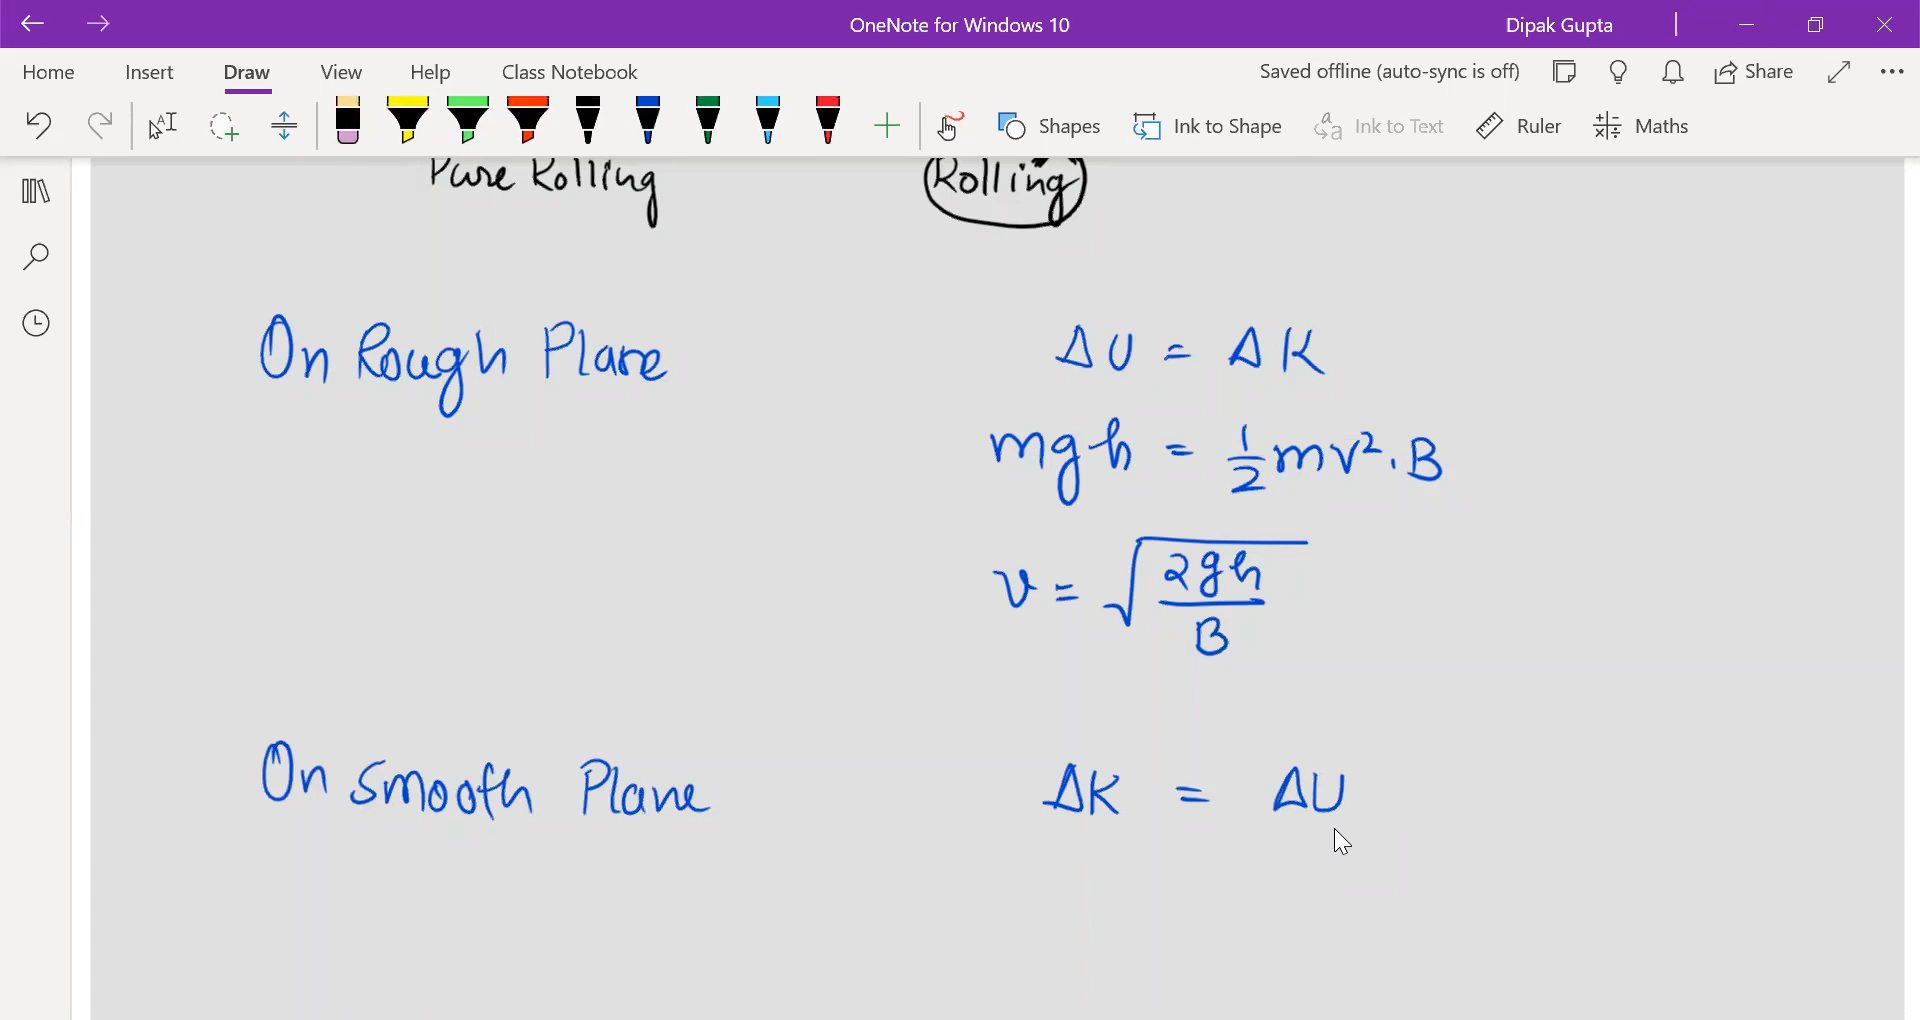 OneNote for Windows 10
Dipak Gupta
Home Insert Draw View Help Class Notebook
Saved offline (auto-sync is off) Share
Shapes Ink to Shape Ink to Text Ruler Maths
Pure Rolling Rolling
On Rough Plane ΔU = ΔK
mgh = 1/2 mv². B
v = √(2gh/B)
On Smooth Plane ΔK = ΔU